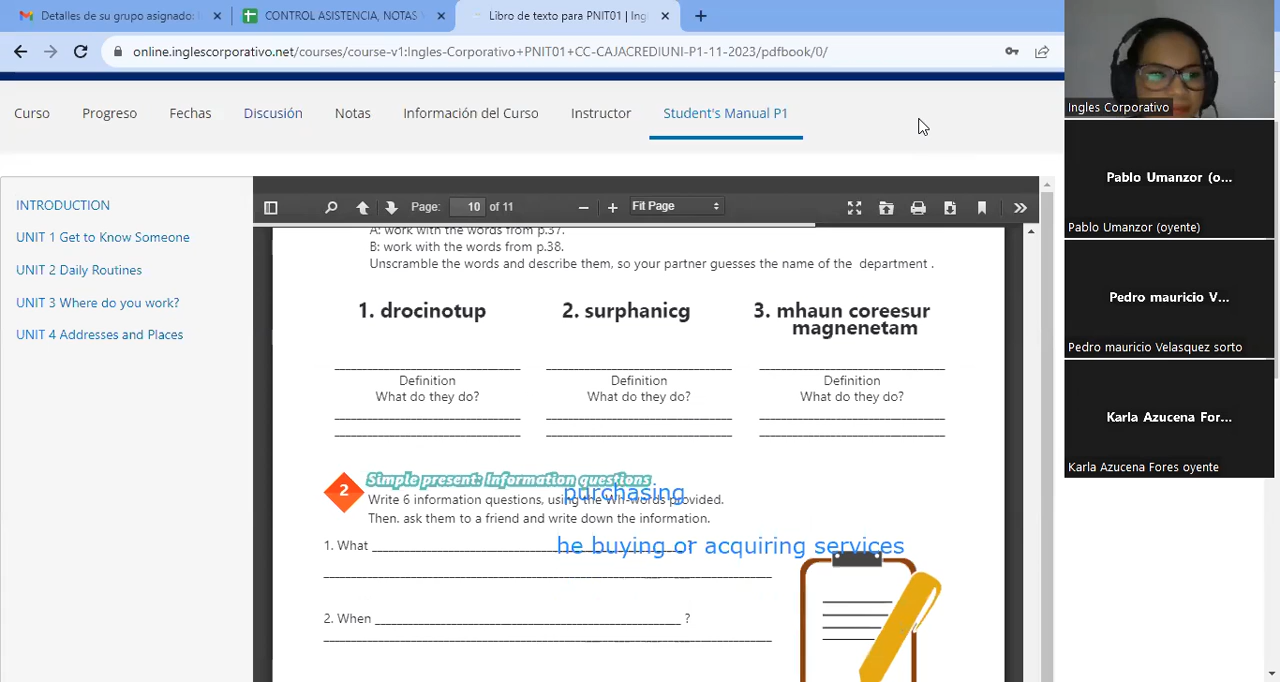 Detalles de su grupo asignado:
CONTROL ASISTENCIA, NOTAS Y
Libro de texto para PNIT01 | Ing
online.inglescorporativo.net/courses/course-v1:Ingles-Corporativo+PNIT01+CC-CAJACREDIUNI-P1-11-2023/pdfbook/0/
Curso Progreso Fechas Discusión Notas Información del Curso Instructor Student's Manual P1
INTRODUCTION
UNIT 1 Get to Know Someone
UNIT 2 Daily Routines
UNIT 3 Where do you work?
UNIT 4 Addresses and Places
Page: 10 of 11 Fit Page
A: work with the words from p.37.
B: work with the words from p.38.
Unscramble the words and describe them, so your partner guesses the name of the department .
1. drocinotup 2. surphanicg 3. mhaun coreesur
magnenetam
Definition Definition Definition
What do they do? What do they do? What do they do?
2
Simple present: Information questions.
purchasing
Write 6 information questions, using the Wh-words provided.
Then. ask them to a friend and write down the information.
1. What ?
he buying or acquiring services
2. When ?
Ingles Corporativo
Pablo Umanzor (o...
Pablo Umanzor (oyente)
Pedro mauricio V...
Pedro mauricio Velasquez sorto
Karla Azucena For...
Karla Azucena Fores oyente